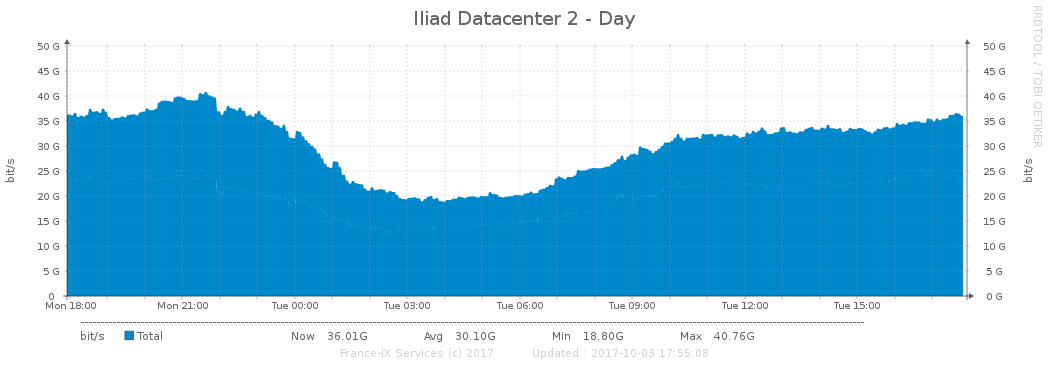 Iliad Datacenter 2 - Day
RRDTOOL / TOBI OETIKER
50 G 50 G
45 G 45 G
40 G 40 G
35 G 35 G
30 G 30 G
25 G 25 G
20 G 20 G
15 G 15 G
10 G 10 G
5 G 5 G
0 0 G
bit/s
bit/s
Mon 18:00 Mon 21:00 Tue 00:00 Tue 03:00 Tue 06:00 Tue 09:00 Tue 12:00 Tue 15:00
bit/s Total Now 36.01G Avg 30.10G Min 18.80G Max 40.76G
France-IX Services (c) 2017 Updated : 2017-10-03 17:55:08